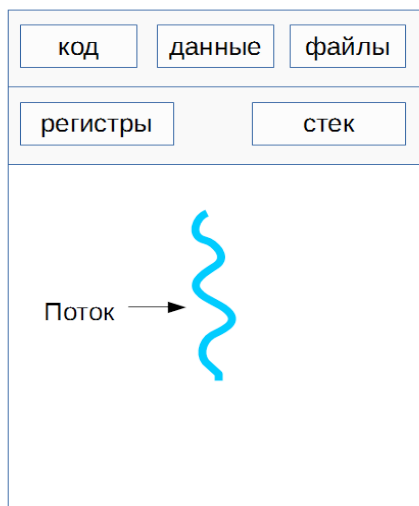 код данные файлы
регистры стек
Поток